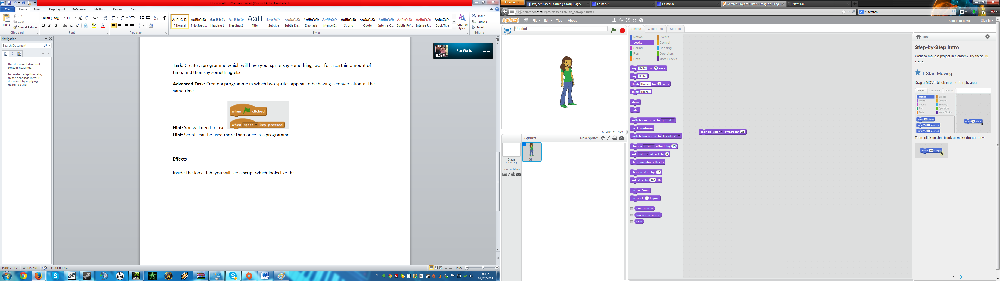 Document1 - Microsoft Word (Product Activation Failed)
File Home Insert Page Layout References Mailings Review View
Paste
Cut
Copy
Format Painter
Clipboard
Calibri (Body) 11
Font
Paragraph
AaBbCcDc AaBbCcDc AaBbC AaBbCc AaB AaBbCc. AaBbCcDc AaBbCcDc AaBbCcDc AaBbCcDc AaBbCcDc AaBbCcDc AaBbCcDc AABBCCDC AABBCCDC AABBCCDC
¶ Normal ¶ No Spaci... Heading 1 Heading 2 Title Subtitle Subtle Em... Emphasis Intense E... Strong Quote Intense Q... Subtle Ref... Intense R... Book Title
Styles
Change Styles
Find
Replace
Select
Editing
Navigation
Search Document
This document does not
contain headings.
To create navigation tabs,
create headings in your
document by applying
Heading Styles.
Task: Create a programme which will have your sprite say something, wait for a certain amount of
time, and then say something else.
Advanced Task: Create a programme in which two sprites appear to be having a conversation at the
same time.
when clicked
when space key pressed
Hint: You will need to use:
Hint: Scripts can be used more than once in a programme.
Effects
Inside the looks tab, you will see a script which looks like this:
HA,
GAY!
Ben Watts 4:22:20
Page: 2 of 2 Words: 301 English (U.K.) 130%
EN 02:35
03/02/2014
Firefox
Project Based Learning Group Page. Lesson 7 Lesson 6 Scratch Project Editor - Imagine, Prog... New Tab
scratch.mit.edu/projects/editor/?tip_bar=getStarted
scratch
SCRATCH File Edit Tips About
Sign in to save Sign in
Untitled
v392
Scripts Costumes Sounds
Motion Events
Looks Control
Sound Sensing
Pen Operators
Data More Blocks
say Hello! for 2 secs
say Hello!
think Hmm... for 2 secs
think Hmm...
show
hide
switch costume to girl1-d
next costume
switch backdrop to backdrop1
change color effect by 25
set color effect to 0
clear graphic effects
change size by 10
set size to 100 %
go to front
go back 1 layers
costume #
backdrop name
size
change color effect by 25
x: 240 y: -180
Sprites New sprite:
Stage
1 backdrop
New backdrop:
Girl1
Tips
Step-by-Step Intro
Want to make a project in Scratch? Try these 10
steps.
1 Start Moving
Drag a MOVE block into the Scripts area.
Scripts Costumes Sounds
Motion Events
Looks Control
Sound Sensing
Pen Operators
Data More Blocks
move 10 steps
turn 15 degrees
turn 15 degrees
move 10 steps
Then, click on that block to make the cat move:
move 10 steps
1